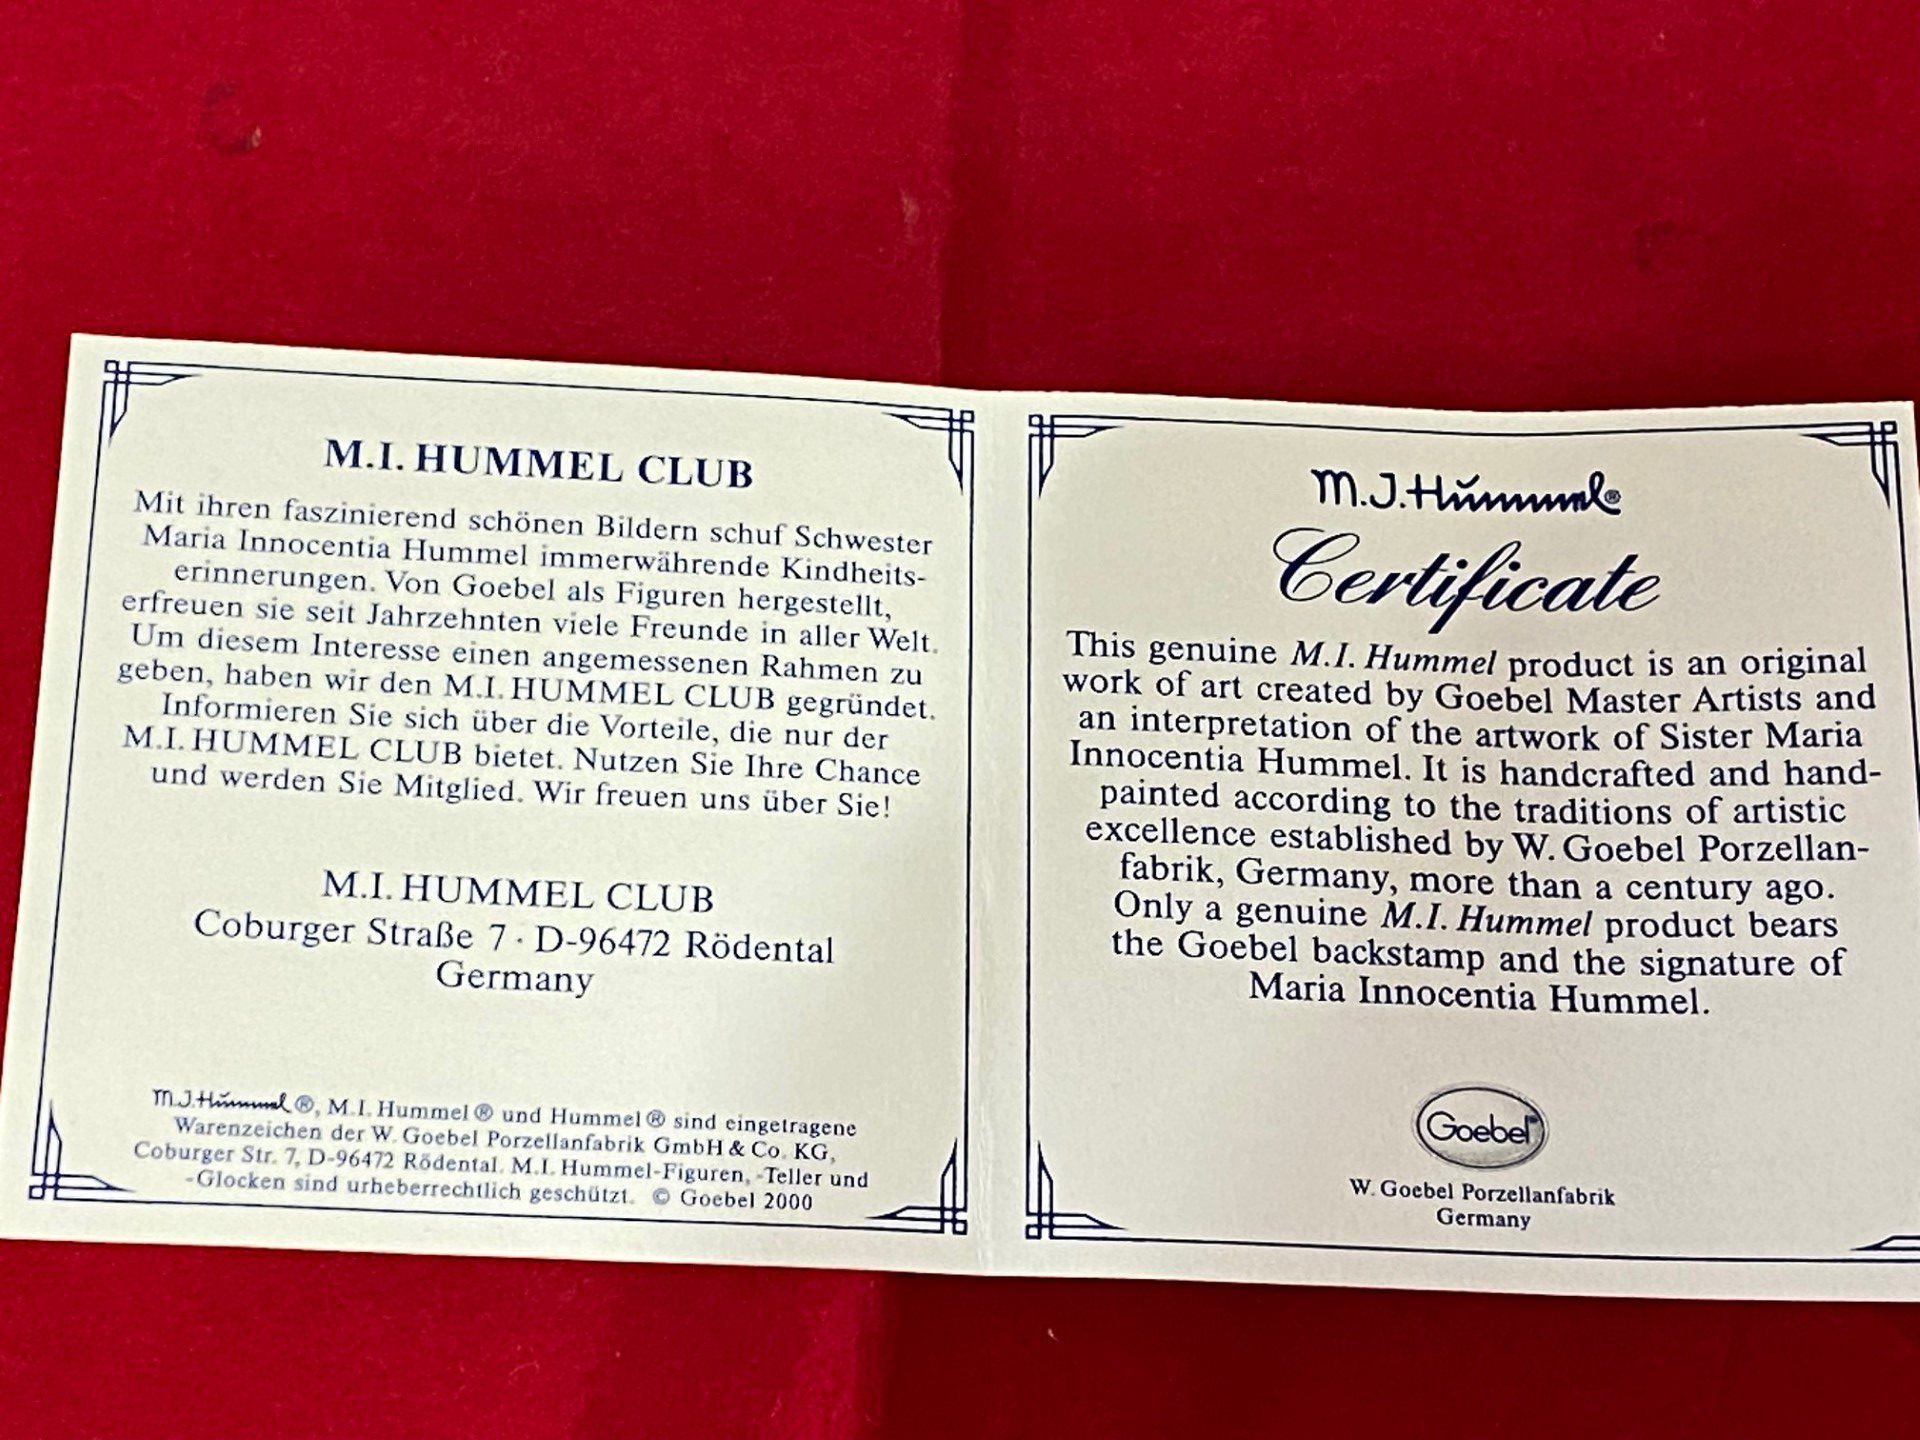 M.I. HUMMEL CLUB
Mit ihren faszinierend schönen Bildern schuf Schwester
Maria Innocentia Hummel immerwährende Kindheits-
erinnerungen. Von Goebel als Figuren hergestellt,
erfreuen sie seit Jahrzehnten viele Freunde in aller Welt.
Um diesem Interesse einen angemessenen Rahmen zu
geben, haben wir den M.I. HUMMEL CLUB gegründet.
Informieren Sie sich über die Vorteile, die nur der
M.I. HUMMEL CLUB bietet. Nutzen Sie Ihre Chance
und werden Sie Mitglied. Wir freuen uns über Sie!
M.I. HUMMEL CLUB
Coburger Straße 7 · D-96472 Rödental
Germany
M.J. Hummel®, M.I. Hummel® und Hummel® sind eingetragene
Warenzeichen der W. Goebel Porzellanfabrik GmbH & Co. KG,
Coburger Str. 7, D-96472 Rödental. M.I. Hummel-Figuren, -Teller und
-Glocken sind urheberrechtlich geschützt. © Goebel 2000
M.J. Hummel®
Certificate
This genuine M.I. Hummel product is an original
work of art created by Goebel Master Artists and
an interpretation of the artwork of Sister Maria
Innocentia Hummel. It is handcrafted and hand-
painted according to the traditions of artistic
excellence established by W. Goebel Porzellan-
fabrik, Germany, more than a century ago.
Only a genuine M.I. Hummel product bears
the Goebel backstamp and the signature of
Maria Innocentia Hummel.
Goebel
W. Goebel Porzellanfabrik
Germany